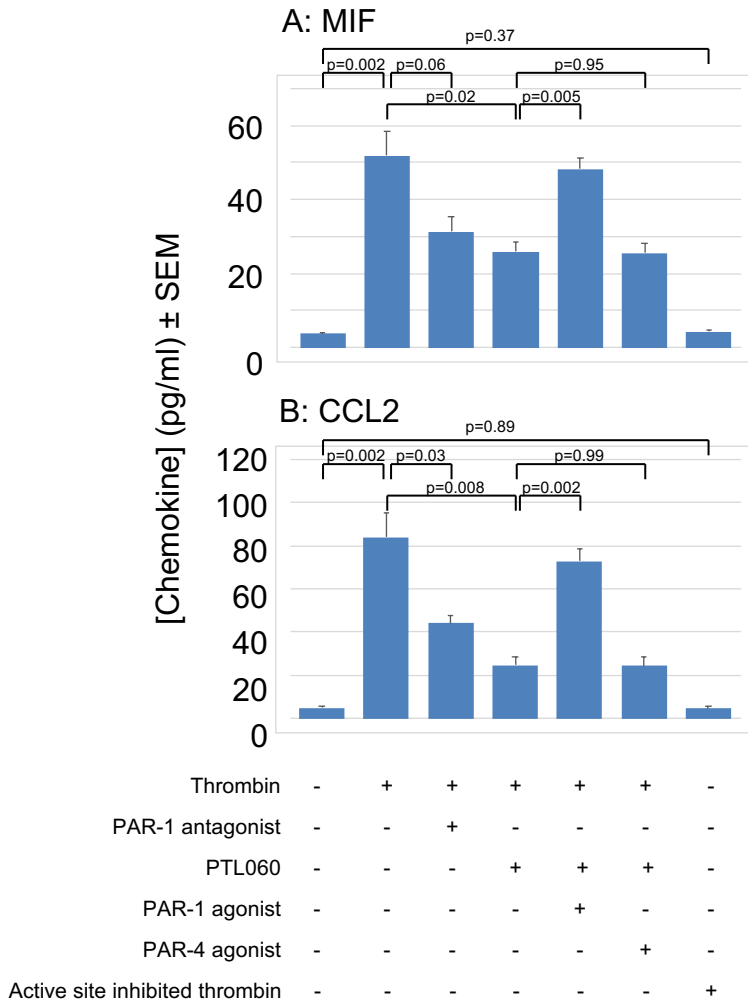 A: MIF
p=0.37
p=0.002 p=0.06 p=0.95
p=0.02 p=0.005
60
40
20
0
[Chemokine] (pg/ml) ± SEM
B: CCL2
p=0.89
p=0.002 p=0.03 p=0.99
p=0.008 p=0.002
120
100
80
60
40
20
0
Thrombin - + + + + + -
PAR-1 antagonist - - + - - - -
PTL060 - - - + + + -
PAR-1 agonist - - - - + - -
PAR-4 agonist - - - - - + -
Active site inhibited thrombin - - - - - - +